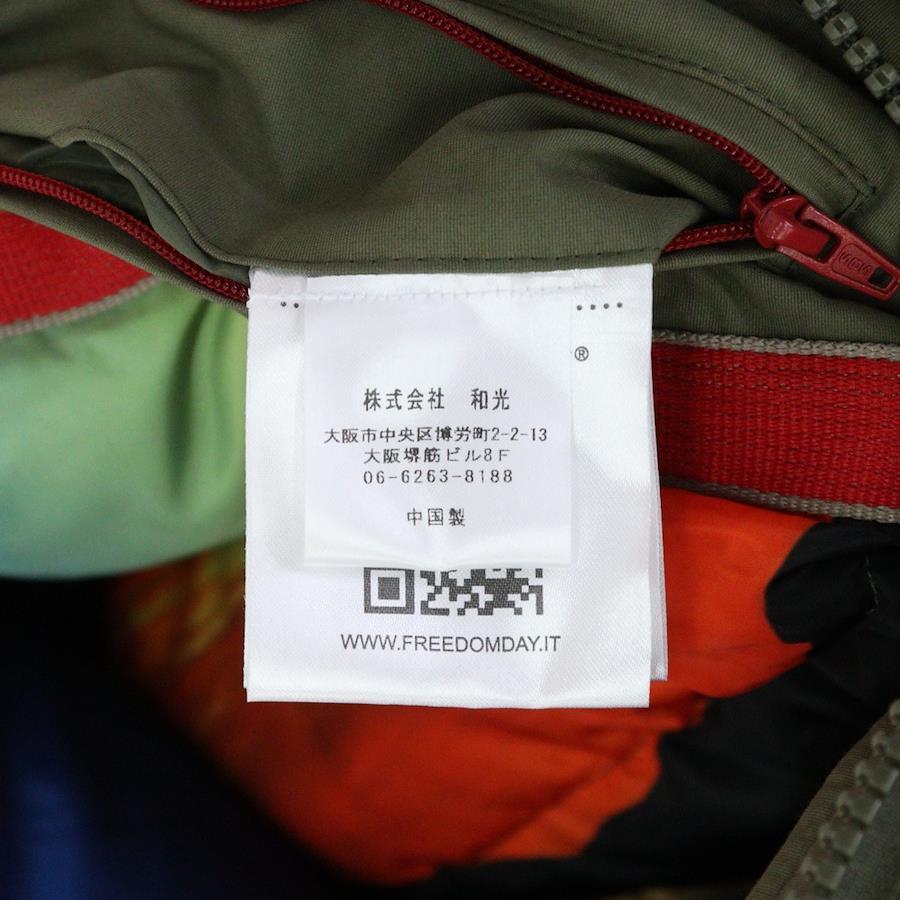 ®
株式会社 和光
大阪市中央区博労町2-2-13
大阪堺筋ビル8F
06-6263-8188
中国製
WWW.FREEDOMDAY.IT